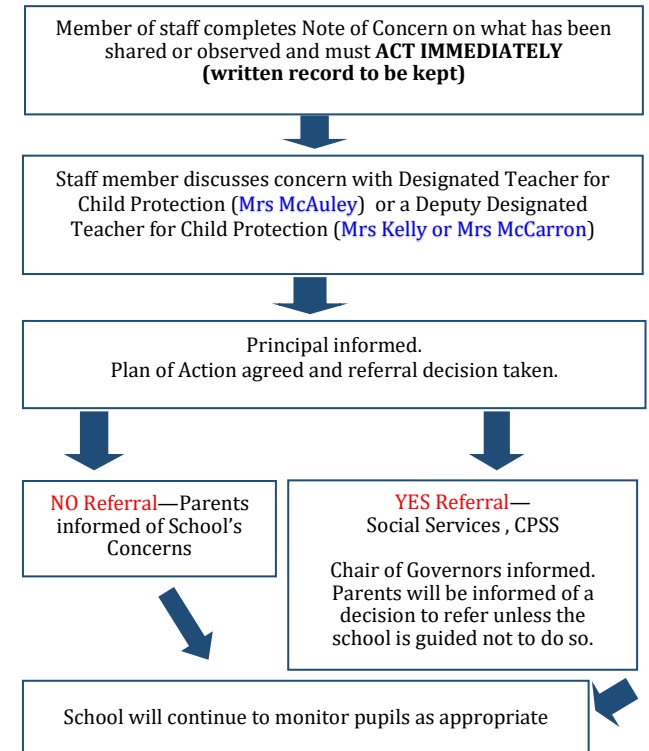 Member of staff completes Note of Concern on what has been
shared or observed and must ACT IMMEDIATELY
(written record to be kept)
Staff member discusses concern with Designated Teacher for
Child Protection (Mrs McAuley) or a Deputy Designated
Teacher for Child Protection (Mrs Kelly or Mrs McCarron)
Principal informed.
Plan of Action agreed and referral decision taken.
NO Referral—Parents
informed of School's
Concerns
YES Referral—
Social Services , CPSS
Chair of Governors informed.
Parents will be informed of a
decision to refer unless the
school is guided not to do so.
School will continue to monitor pupils as appropriate